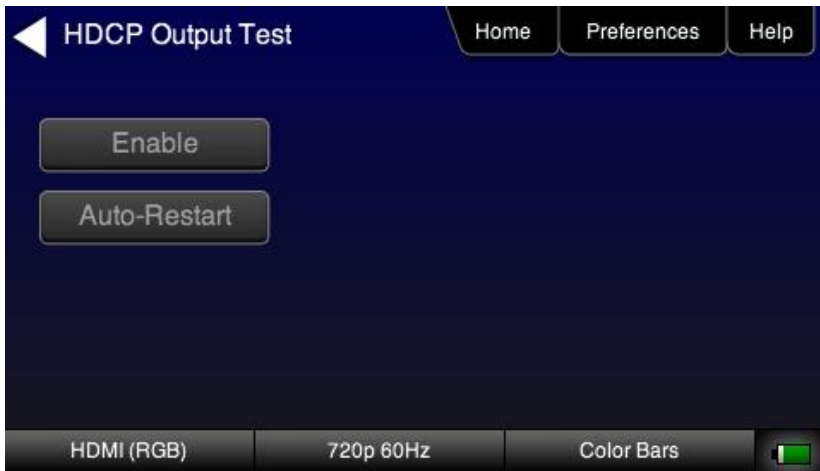 HDCP Output Test
Home
Preferences
Help
Enable
Auto-Restart
HDMI (RGB)
720p 60Hz
Color Bars